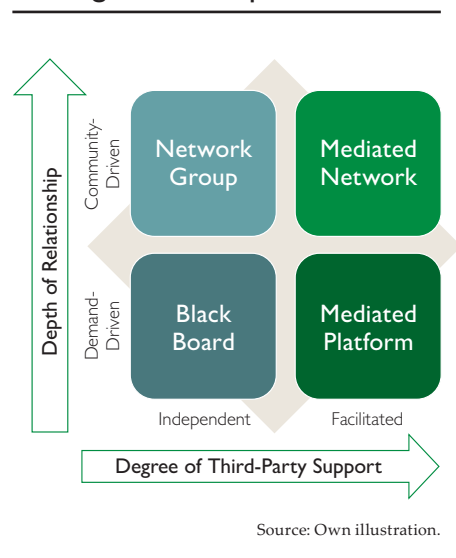 Depth of Relationship
Community-
Driven
Network
Group
Mediated
Network
Demand-
Driven
Black
Board
Mediated
Platform
Independent
Facilitated
Degree of Third-Party Support
Source: Own illustration.